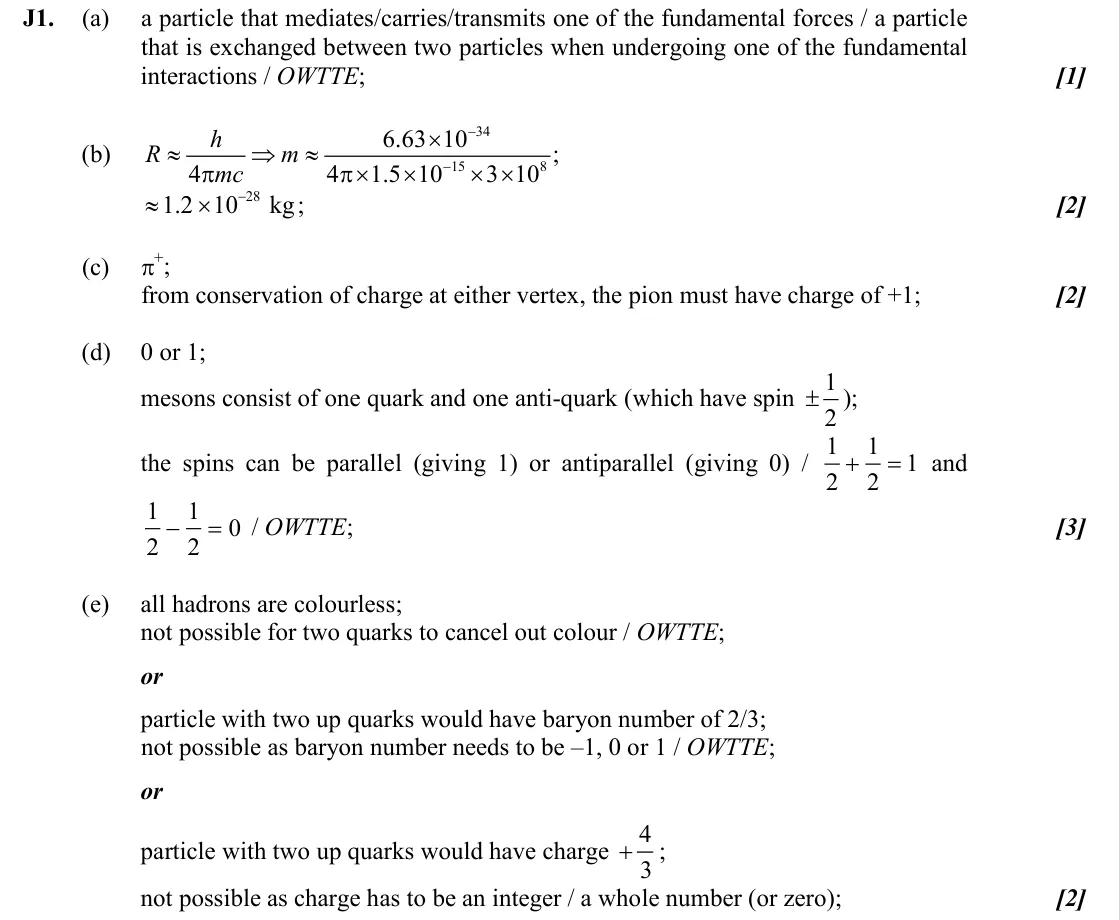 J1. (a) a particle that mediates/carries/transmits one of the fundamental forces / a particle
that is exchanged between two particles when undergoing one of the fundamental
interactions / OWTTE; [1]
(b) R ≈ h/4πmc ⇒ m ≈ 6.63×10⁻³⁴/4π×1.5×10⁻¹⁵×3×10⁸;
≈1.2×10⁻²⁸ kg; [2]
(c) π⁺;
from conservation of charge at either vertex, the pion must have charge of +1; [2]
(d) 0 or 1;
mesons consist of one quark and one anti-quark (which have spin ±1/2);
the spins can be parallel (giving 1) or antiparallel (giving 0) / 1/2 + 1/2 = 1 and
1/2 − 1/2 = 0 / OWTTE; [3]
(e) all hadrons are colourless;
not possible for two quarks to cancel out colour / OWTTE;
or
particle with two up quarks would have baryon number of 2/3;
not possible as baryon number needs to be –1, 0 or 1 / OWTTE;
or
particle with two up quarks would have charge +4/3;
not possible as charge has to be an integer / a whole number (or zero); [2]